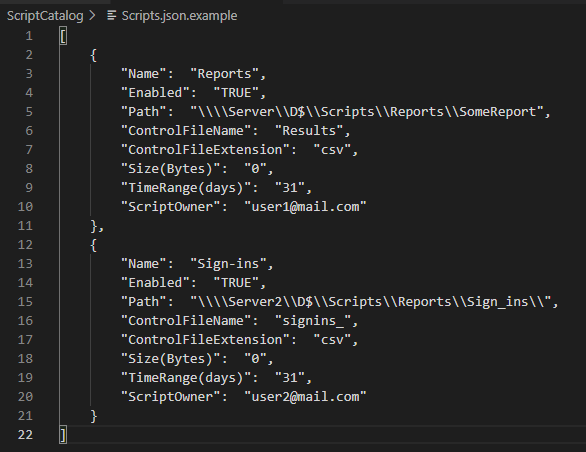 ScriptCatalog > Scripts.json.example
1 [
2 {
3 "Name":  "Reports",
4 "Enabled":  "TRUE",
5 "Path":  "\\\\Server\\D$\\Scripts\\Reports\\SomeReport",
6 "ControlFileName":  "Results",
7 "ControlFileExtension":  "csv",
8 "Size(Bytes)":  "0",
9 "TimeRange(days)":  "31",
10 "ScriptOwner":  "user1@mail.com"
11 },
12 {
13 "Name":  "Sign-ins",
14 "Enabled":  "TRUE",
15 "Path":  "\\\\Server2\\D$\\Scripts\\Reports\\Sign_ins\\",
16 "ControlFileName":  "signins_",
17 "ControlFileExtension":  "csv",
18 "Size(Bytes)":  "0",
19 "TimeRange(days)":  "31",
20 "ScriptOwner":  "user2@mail.com"
21 }
22 ]